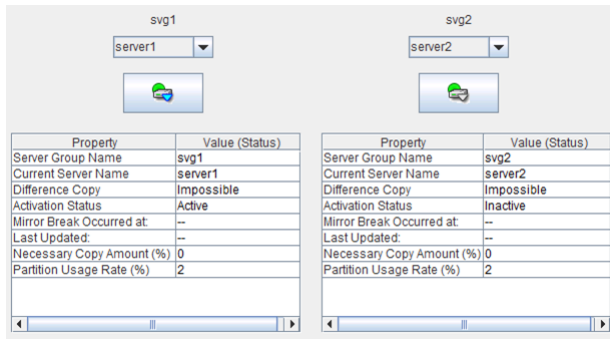 svg1
server1
Property Value (Status)
Server Group Name svg1
Current Server Name server1
Difference Copy Impossible
Activation Status Active
Mirror Break Occurred at: --
Last Updated: --
Necessary Copy Amount (%) 0
Partition Usage Rate (%) 2
svg2
server2
Property Value (Status)
Server Group Name svg2
Current Server Name server2
Difference Copy Impossible
Activation Status Inactive
Mirror Break Occurred at: --
Last Updated: --
Necessary Copy Amount (%) 0
Partition Usage Rate (%) 2